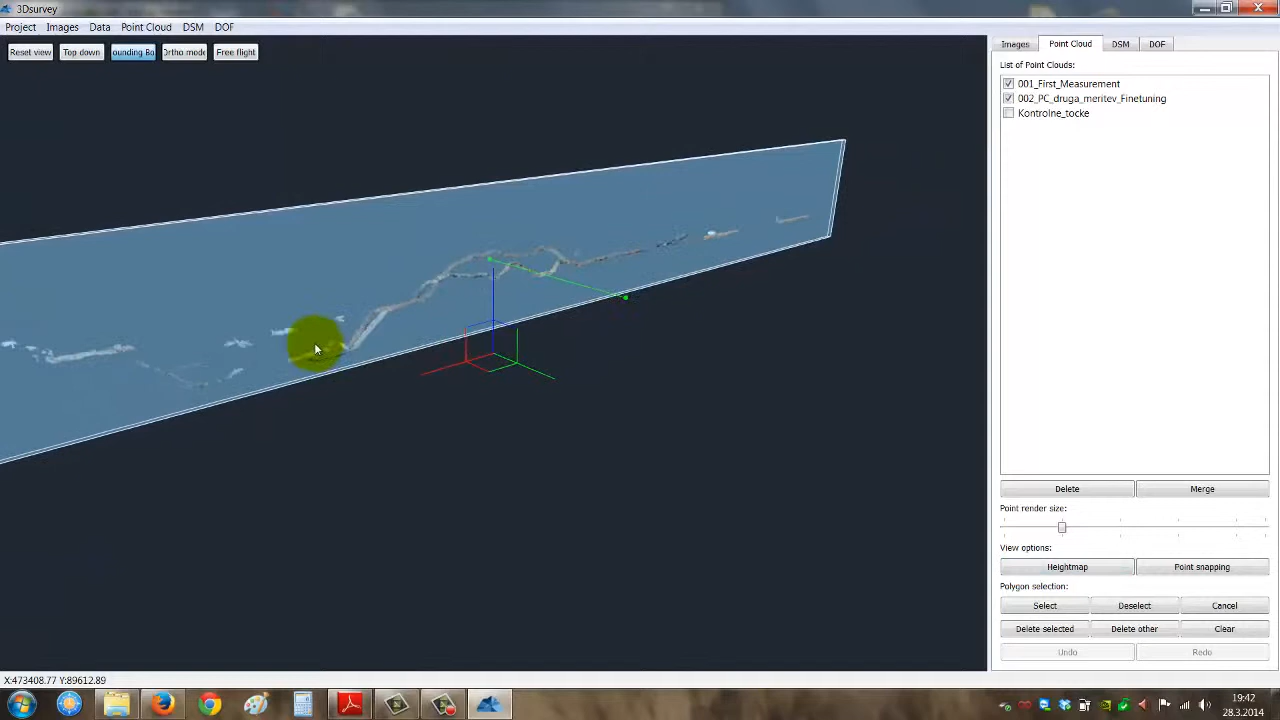 3Dsurvey
Project Images Data Point Cloud DSM DOF
Reset view Top down ounding Bo Ortho mode Free flight
Images Point Cloud DSM DOF
List of Point Clouds:
001_First_Measurement
002_PC_druga_meritev_Finetuning
Kontrolne_tocke
Delete Merge
Point render size:
View options:
Heightmap Point snapping
Polygon selection:
Select Deselect Cancel
Delete selected Delete other Clear
Undo Redo
X:473408.77 Y:89612.89
19:42
28.3.2014